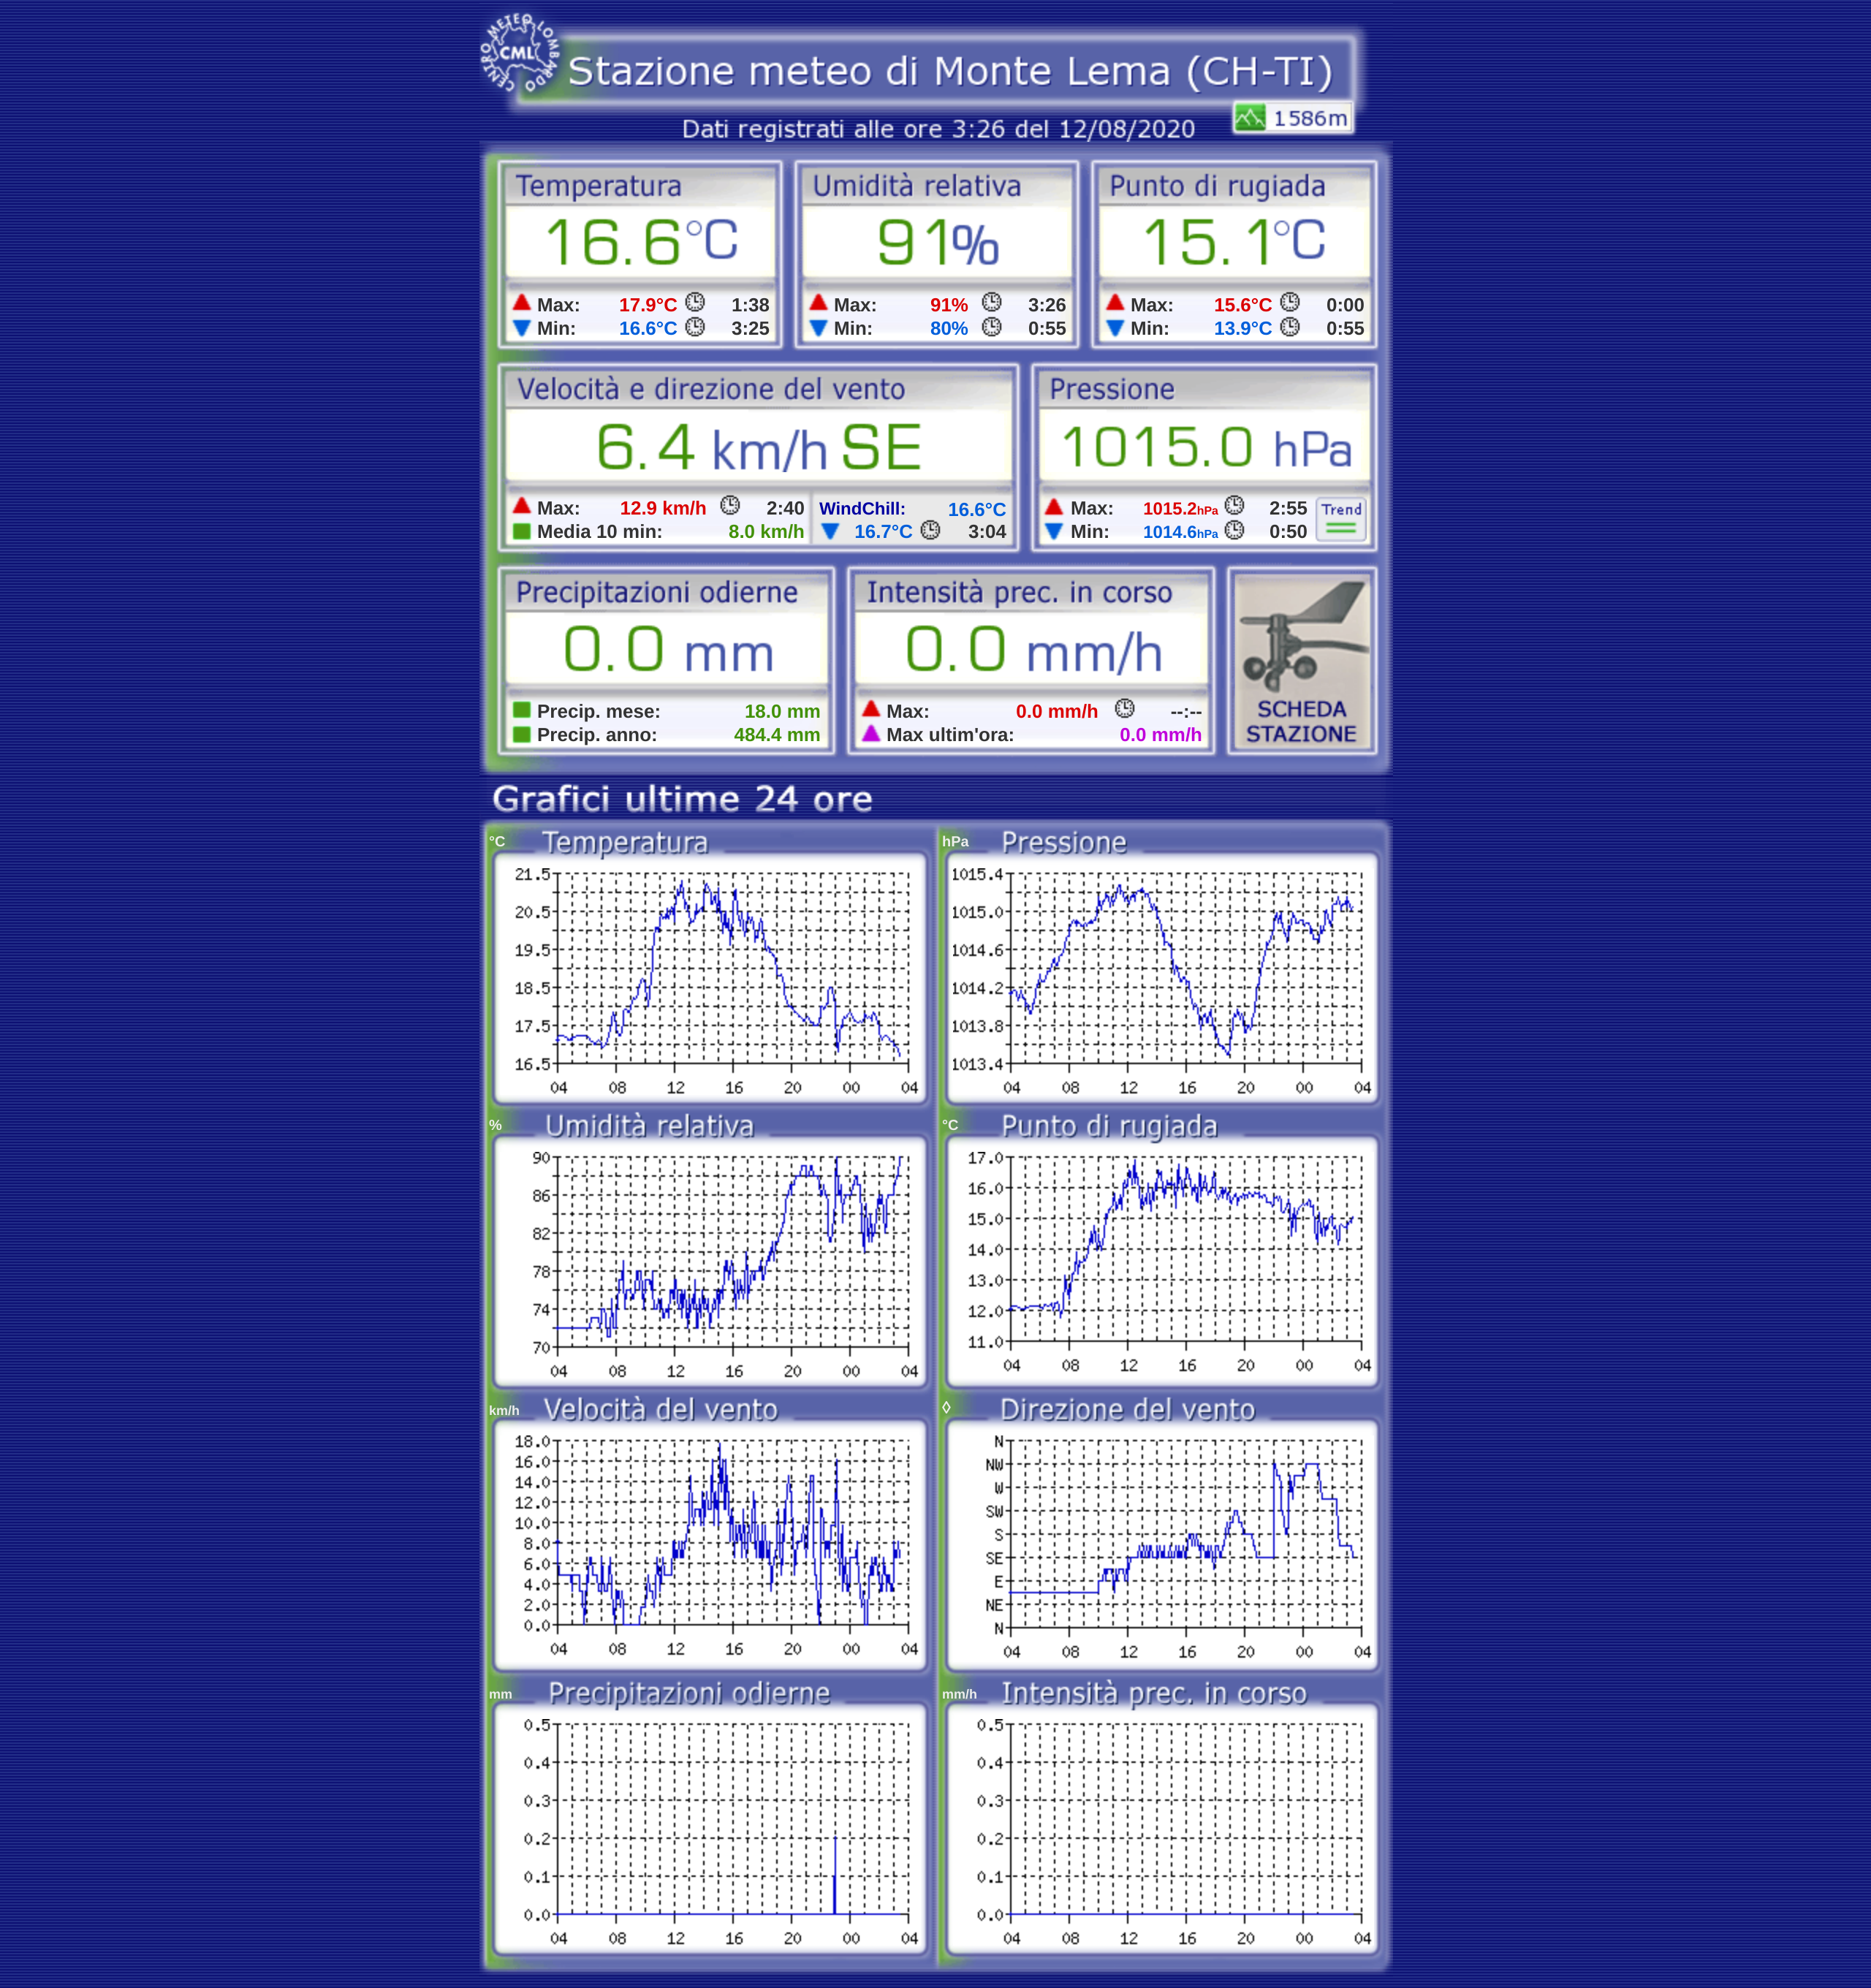 CENTRO METEO LOMBARDO
CML
Stazione meteo di Monte Lema (CH-TI)
1586m
Dati registrati alle ore 3:26 del 12/08/2020
Temperatura Umidità relativa Punto di rugiada
16.6°C 91% 15.1°C
Max: 17.9°C 1:38 Max: 91% 3:26 Max: 15.6°C 0:00
Min: 16.6°C 3:25 Min: 80% 0:55 Min: 13.9°C 0:55
Velocità e direzione del vento Pressione
6.4 km/h SE 1015.0 hPa
Max: 12.9 km/h 2:40 WindChill: 16.6°C Max: 1015.2hPa 2:55 Trend
Media 10 min: 8.0 km/h 16.7°C 3:04 Min: 1014.6hPa 0:50
Precipitazioni odierne Intensità prec. in corso
0.0 mm 0.0 mm/h
Precip. mese: 18.0 mm Max: 0.0 mm/h --:-- SCHEDA
Precip. anno: 484.4 mm Max ultim'ora: 0.0 mm/h STAZIONE
Grafici ultime 24 ore
°C Temperatura hPa Pressione
21.5 1015.4
20.5 1015.0
19.5 1014.6
18.5 1014.2
17.5 1013.8
16.5 1013.4
04 08 12 16 20 00 04 04 08 12 16 20 00 04
% Umidità relativa °C Punto di rugiada
90 17.0
86 16.0
82 15.0
78 14.0
74 13.0
70 12.0
11.0
04 08 12 16 20 00 04 04 08 12 16 20 00 04
km/h Velocità del vento ◊ Direzione del vento
18.0 N
16.0 NW
14.0 W
12.0 SW
10.0 S
8.0 SE
6.0 E
4.0 NE
2.0 N
0.0
04 08 12 16 20 00 04 04 08 12 16 20 00 04
mm Precipitazioni odierne mm/h Intensità prec. in corso
0.5 0.5
0.4 0.4
0.3 0.3
0.2 0.2
0.1 0.1
0.0 0.0
04 08 12 16 20 00 04 04 08 12 16 20 00 04